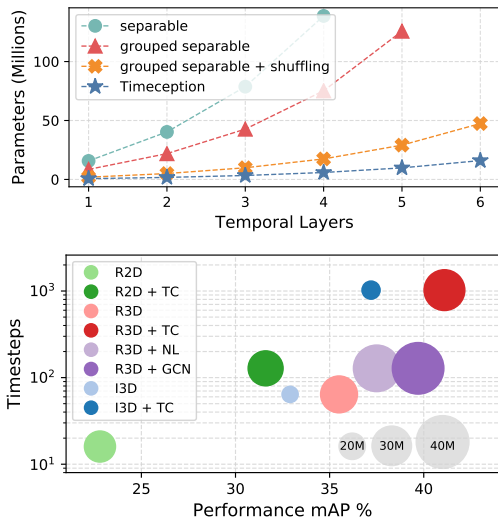 Parameters (Millions)
100
50
0
separable
grouped separable
grouped separable + shuffling
Timeception
1 2 3 4 5 6
Temporal Layers
Timesteps
10³
10²
10¹
R2D
R2D + TC
R3D
R3D + TC
R3D + NL
R3D + GCN
I3D
I3D + TC
20M 30M 40M
25 30 35 40
Performance mAP %